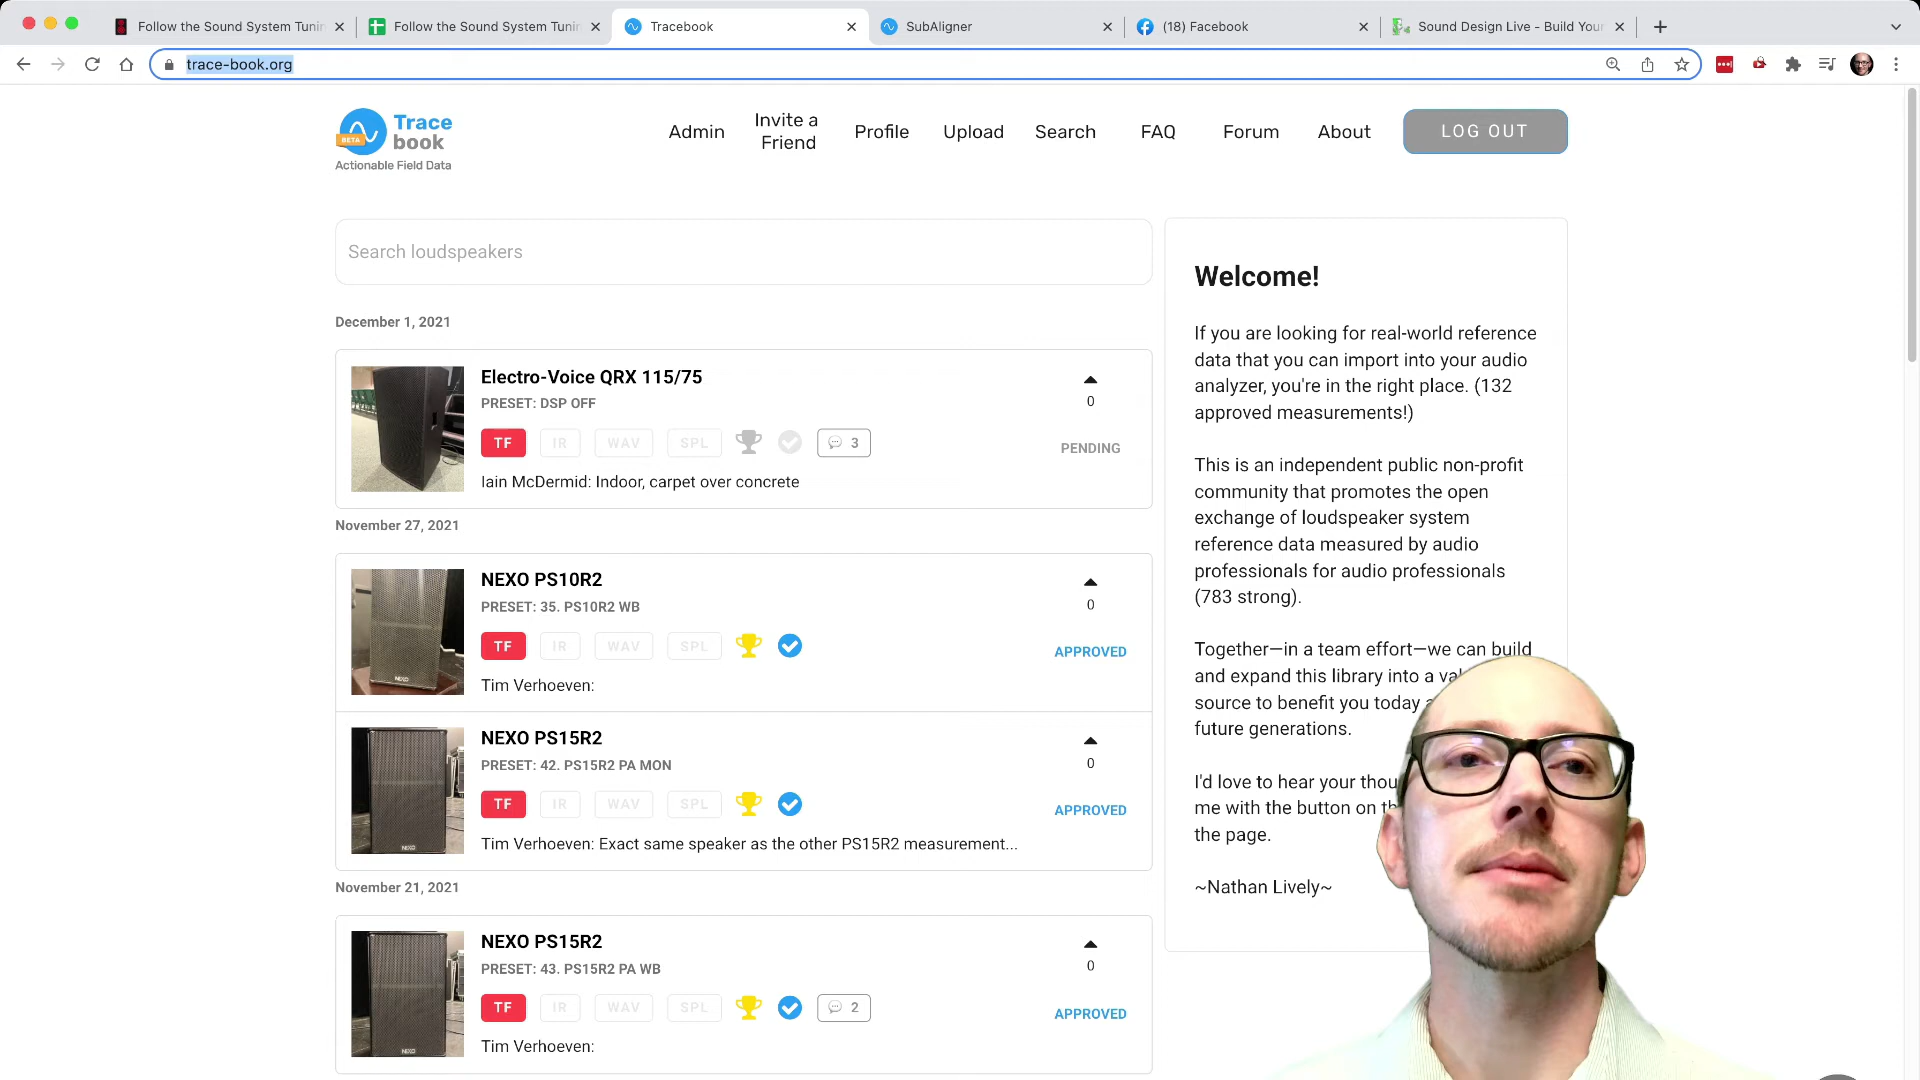 Follow the Sound System Tunin
Follow the Sound System Tunin
Tracebook
SubAligner
(18) Facebook
Sound Design Live - Build Your
trace-book.org
Trace
book
BETA
Actionable Field Data
Admin
Invite a
Friend
Profile
Upload
Search
FAQ
Forum
About
LOG OUT
Search loudspeakers
December 1, 2021
Electro-Voice QRX 115/75
PRESET: DSP OFF
0
TF IR WAV SPL 3
PENDING
Iain McDermid: Indoor, carpet over concrete
November 27, 2021
NEXO PS10R2
PRESET: 35. PS10R2 WB
0
TF IR WAV SPL
APPROVED
Tim Verhoeven:
NEXO
NEXO PS15R2
PRESET: 42. PS15R2 PA MON
0
TF IR WAV SPL
APPROVED
Tim Verhoeven: Exact same speaker as the other PS15R2 measurement...
NEXO
November 21, 2021
NEXO PS15R2
PRESET: 43. PS15R2 PA WB
0
TF IR WAV SPL 2
APPROVED
Tim Verhoeven:
NEXO
Welcome!
If you are looking for real-world reference
data that you can import into your audio
analyzer, you're in the right place. (132
approved measurements!)
This is an independent public non-profit
community that promotes the open
exchange of loudspeaker system
reference data measured by audio
professionals for audio professionals
(783 strong).
Together—in a team effort—we can build
and expand this library into a
source to benefit you today
future generations.
I'd love to hear your
me with the button on
the page.
~Nathan Lively~